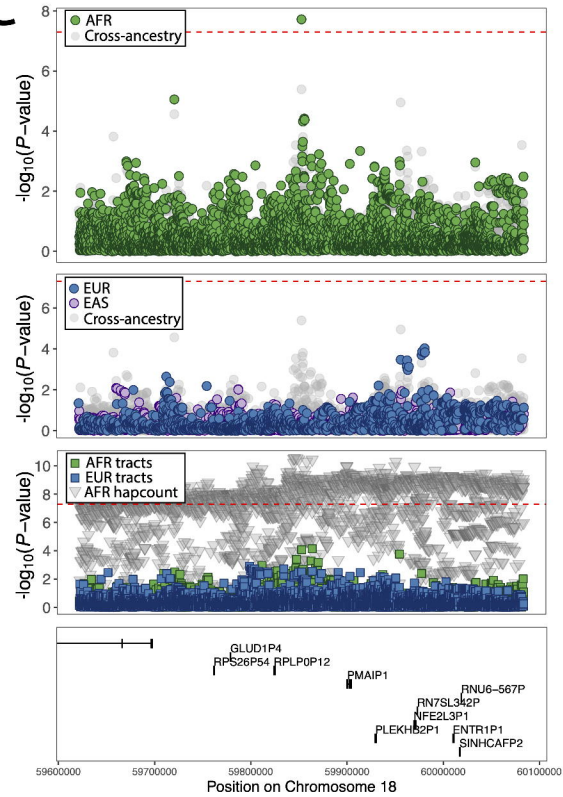 8
6
4
2
0
-log10(P−value)
AFR
Cross-ancestry
6
4
2
0
-log10(P−value)
EUR
EAS
Cross-ancestry
10
8
6
4
2
0
-log10(P−value)
AFR tracts
EUR tracts
AFR hapcount
GLUD1P4
RPS26P54 RPLP0P12
PMAIP1
RNU6−567P
RN7SL342P
NFE2L3P1
PLEKHB2P1 ENTR1P1
SINHCAFP2
59600000 59700000 59800000 59900000 60000000 60100000
Position on Chromosome 18